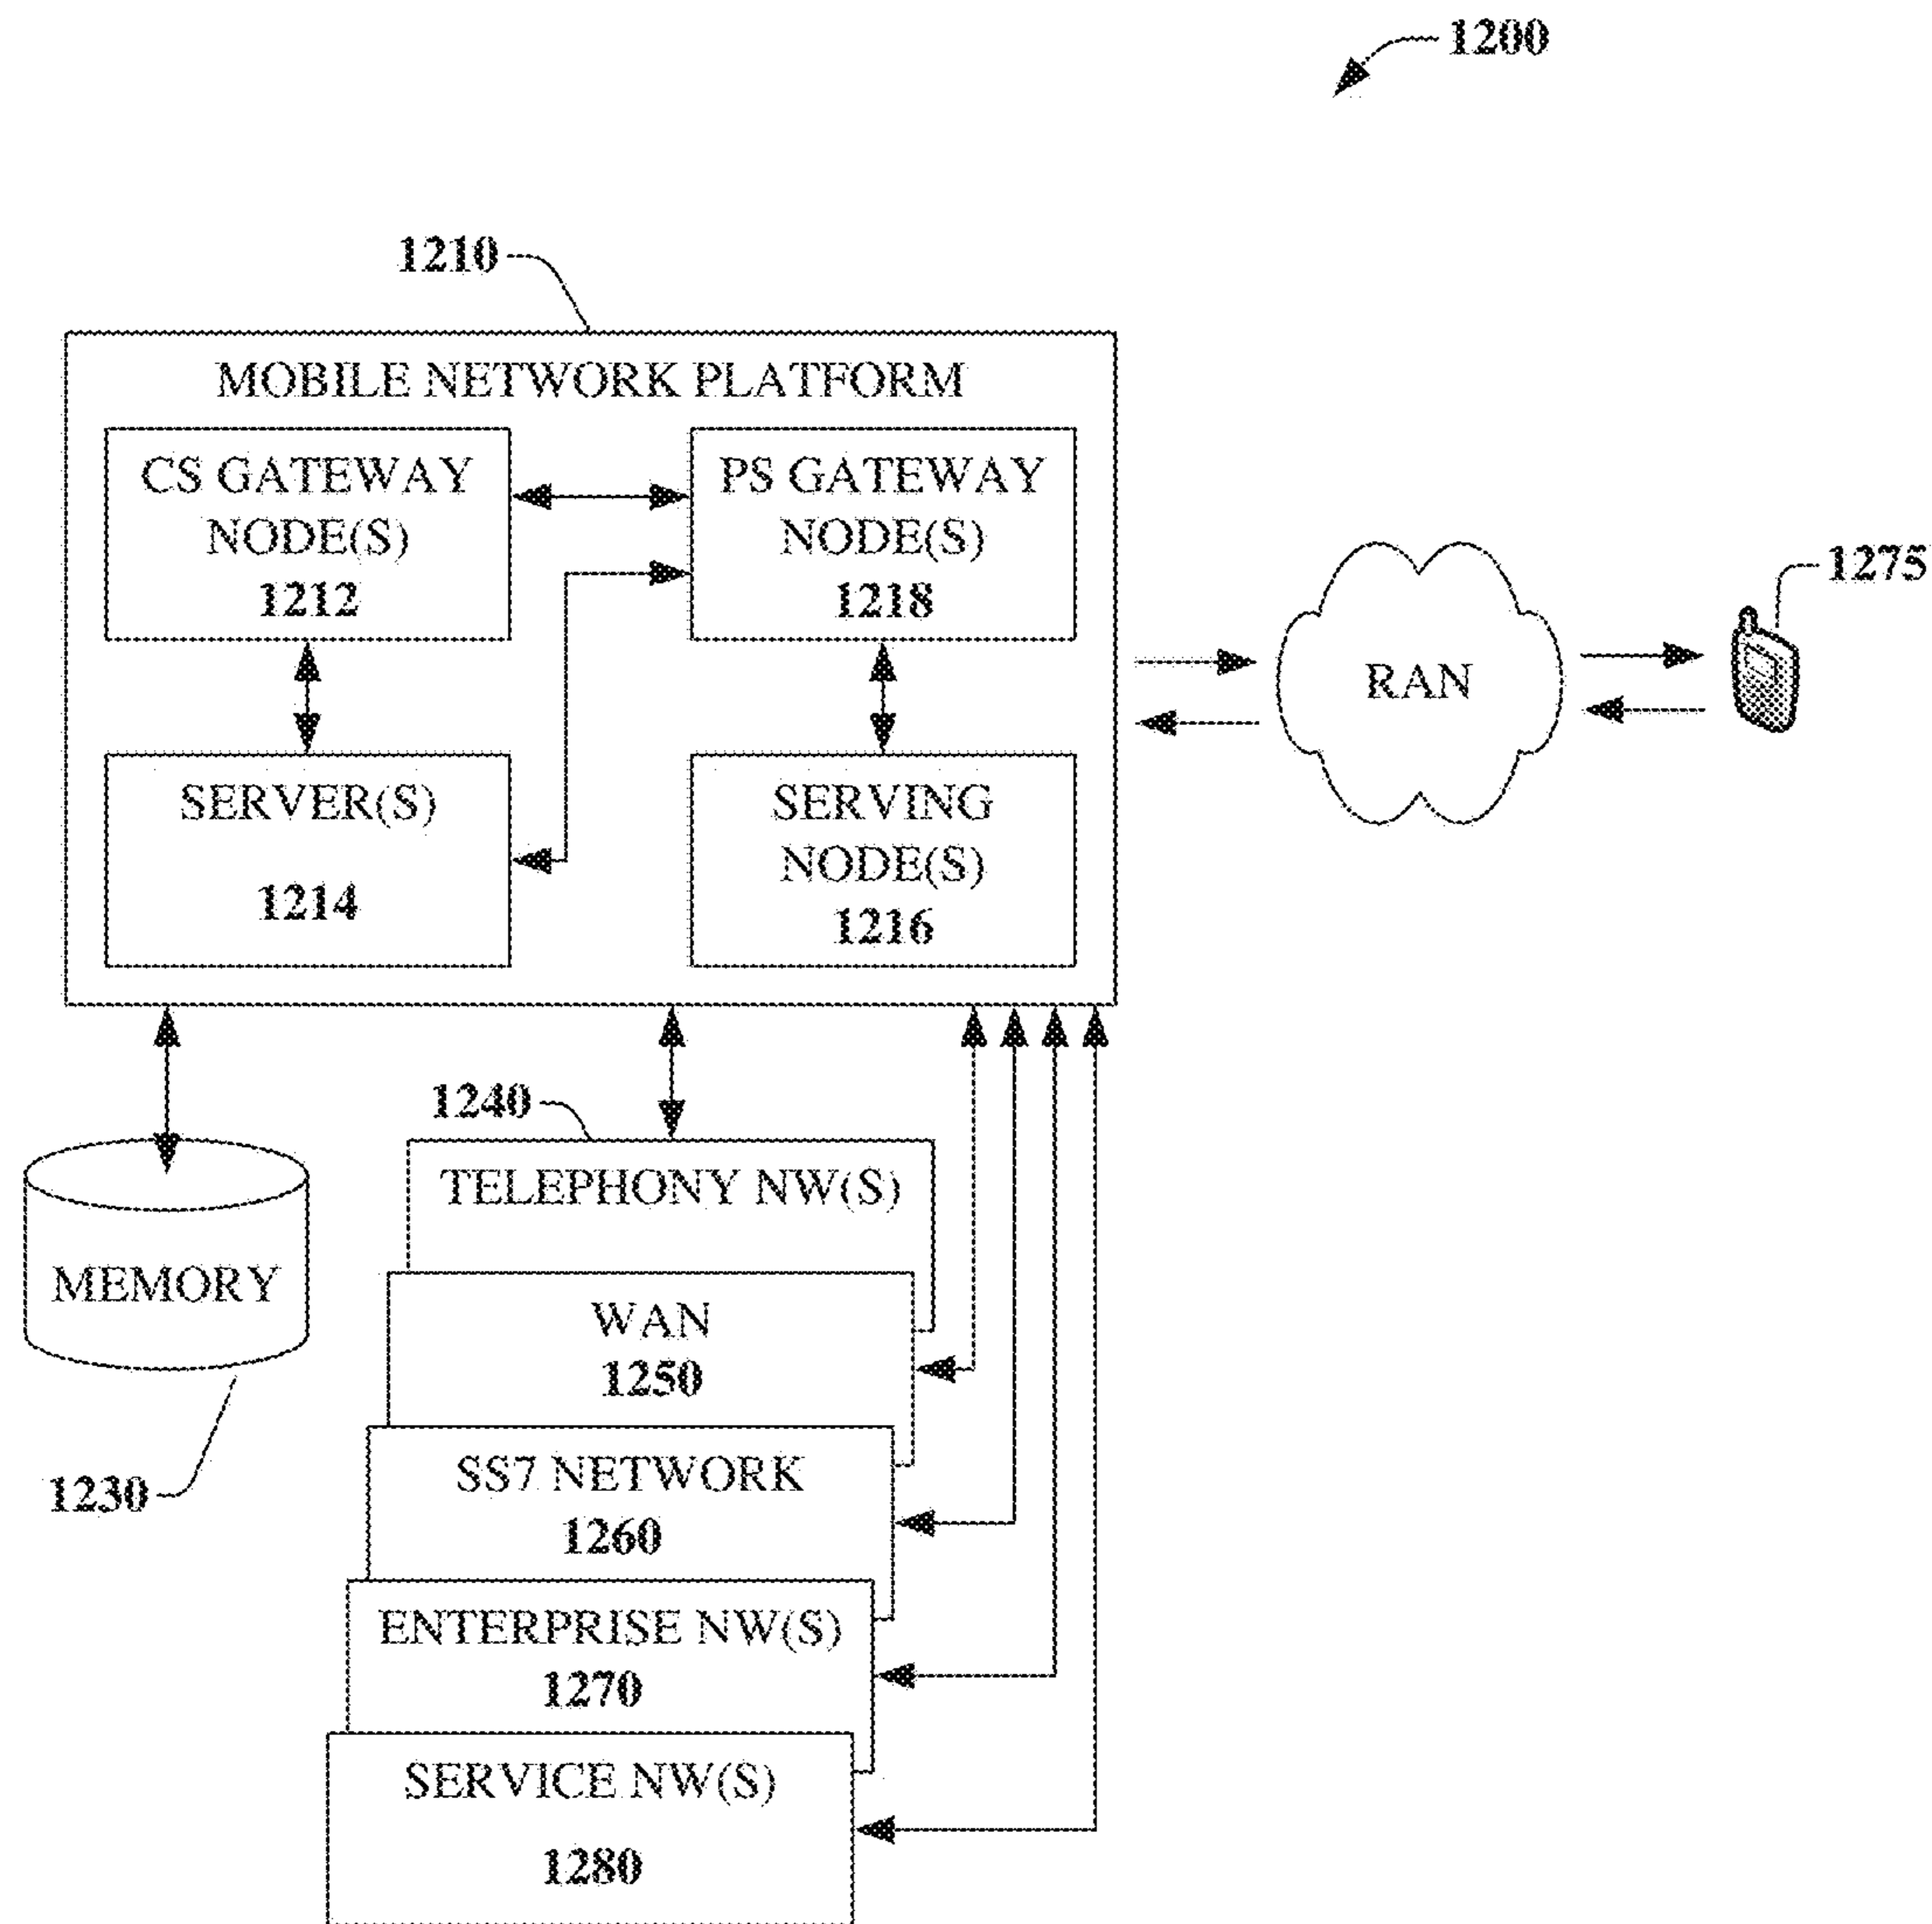 1200
1210
MOBILE NETWORK PLATFORM
CS GATEWAY
NODE(S)
1212
PS GATEWAY
NODE(S)
1218
SERVER(S)
1214
SERVING
NODE(S)
1216
RAN
1275
1240
TELEPHONY NW(S)
MEMORY
1230
WAN
1250
SS7 NETWORK
1260
ENTERPRISE NW(S)
1270
SERVICE NW(S)
1280